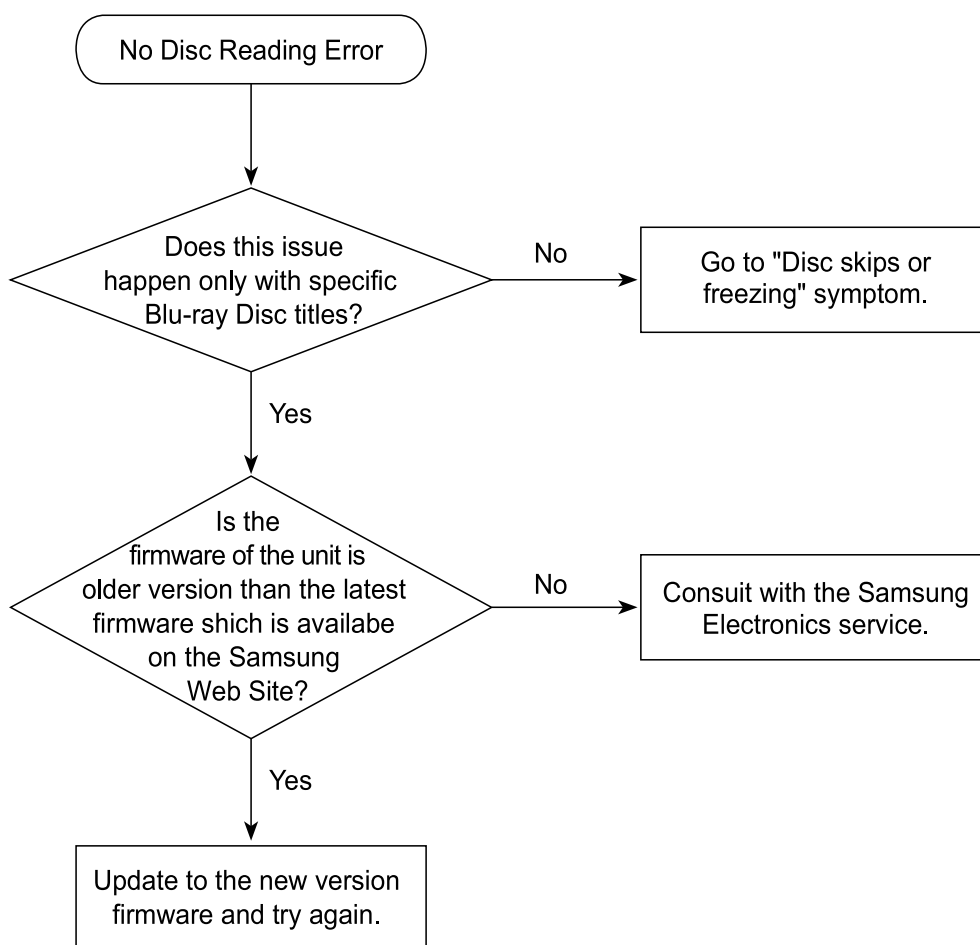 No Disc Reading Error
Does this issue
happen only with specific
Blu-ray Disc titles?
No
Go to "Disc skips or
freezing" symptom.
Yes
Is the
firmware of the unit is
older version than the latest
firmware shich is availabe
on the Samsung
Web Site?
No
Consuit with the Samsung
Electronics service.
Yes
Update to the new version
firmware and try again.